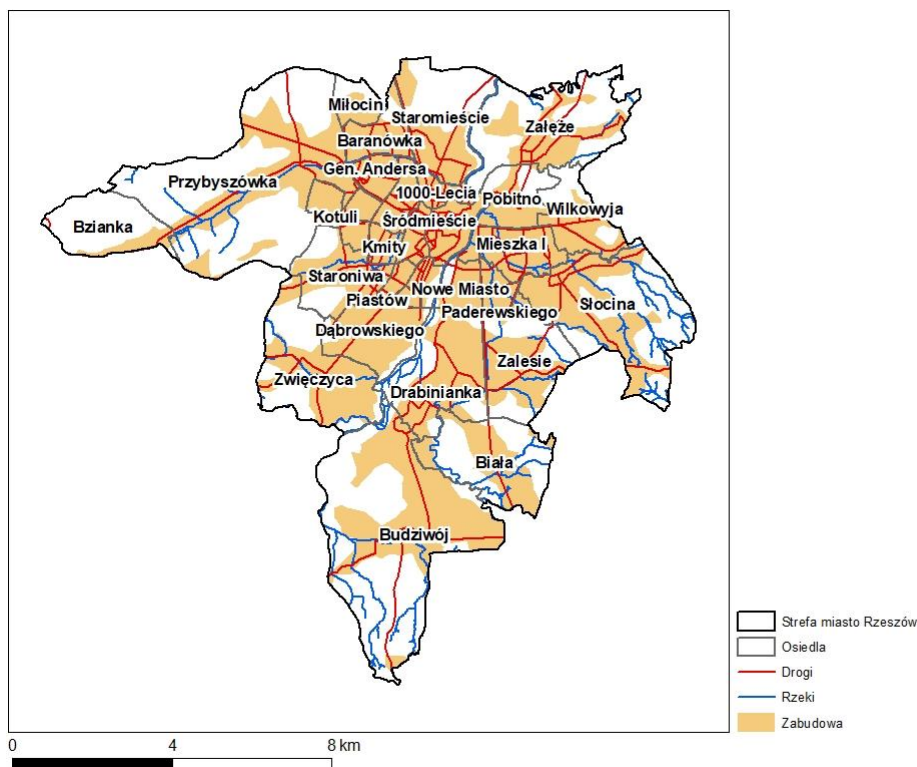 Miłocin
Staromieście
Załęże
Baranówka
Gen. Andersa
Przybyszówka
1000-Lecia
Pobitno
Wilkowyja
Kotuli
Śródmieście
Bzianka
Kmity
Mieszka I
Staroniwa
Nowe Miasto
Słocina
Piastów
Paderewskiego
Dąbrowskiego
Zalesie
Zwięczyca
Drabinianka
Biała
Budziwój
Strefa miasto Rzeszów
Osiedla
Drogi
Rzeki
Zabudowa
0 4 8 km